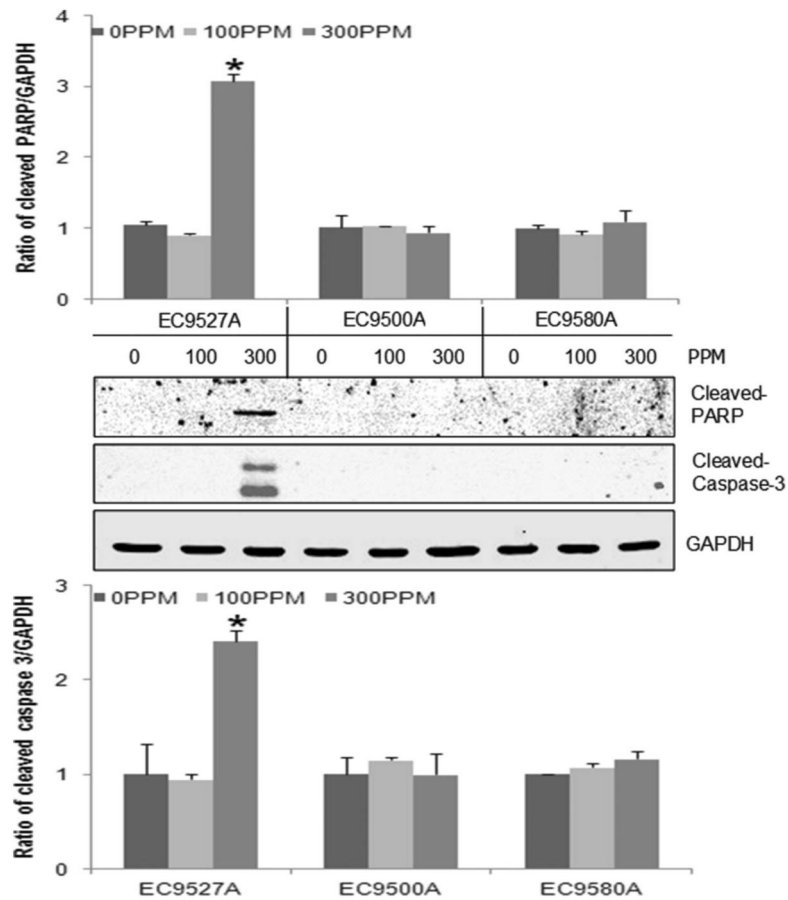 4
0PPM 100PPM 300PPM
*
3
2
1
0
Ratio of cleaved PARP/GAPDH
EC9527A EC9500A EC9580A
0 100 300 0 100 300 0 100 300 PPM
Cleaved-
PARP
Cleaved-
Caspase-3
GAPDH
3
0PPM 100PPM 300PPM
*
2
1
0
Ratio of cleaved caspase 3/GAPDH
EC9527A EC9500A EC9580A